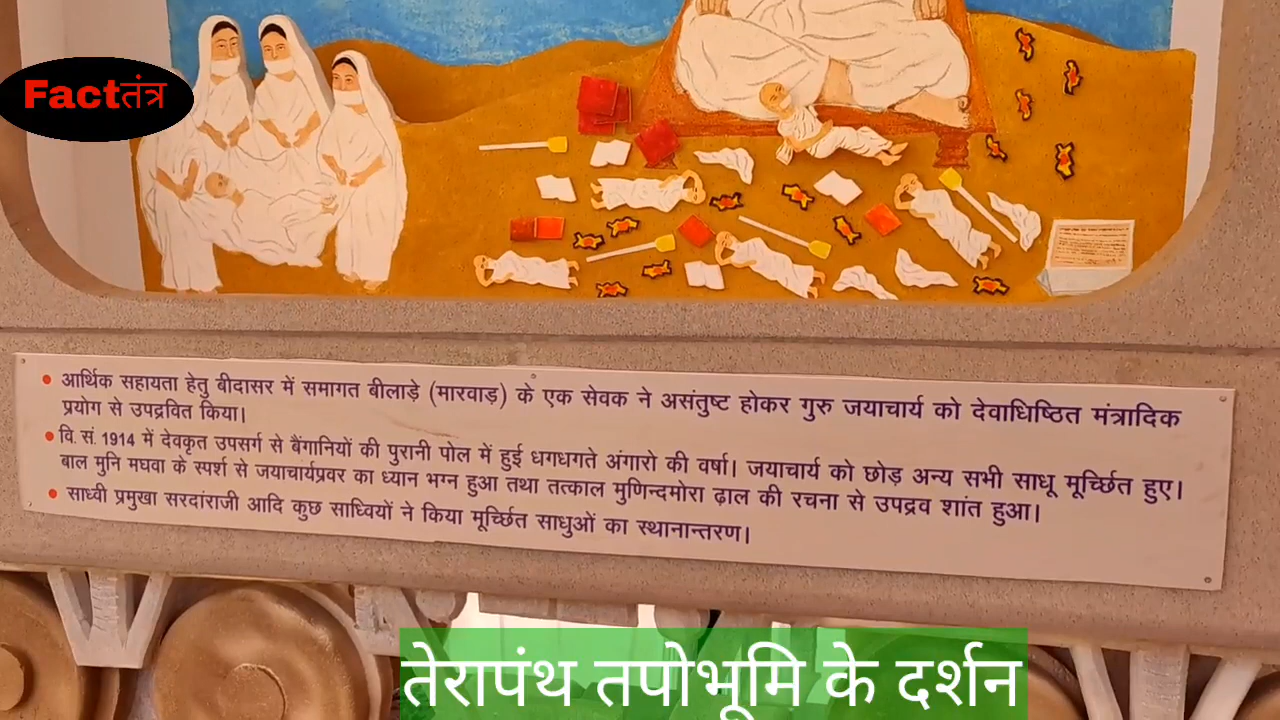 Factतंत्र
• आर्थिक सहायता हेतु बीदासर में समागत बीलाड़े (मारवाड़) के एक सेवक ने असंतुष्ट होकर गुरु जयाचार्य को देवाधिष्ठित मंत्रादिक
प्रयोग से उपद्रवित किया।
• वि. सं. 1914 में देवकृत उपसर्ग से बैंगानियों की पुरानी पोल में हुई धगधगते अंगारो की वर्षा। जयाचार्य को छोड़ अन्य सभी साधू मूर्च्छित हुए।
बाल मुनि मघवा के स्पर्श से जयाचार्यप्रवर का ध्यान भग्न हुआ तथा तत्काल मुणिन्दमोरा ढ़ाल की रचना से उपद्रव शांत हुआ।
• साध्वी प्रमुखा सरदांराजी आदि कुछ साध्वियों ने किया मूर्च्छित साधुओं का स्थानान्तरण।
तेरापंथ तपोभूमि के दर्शन